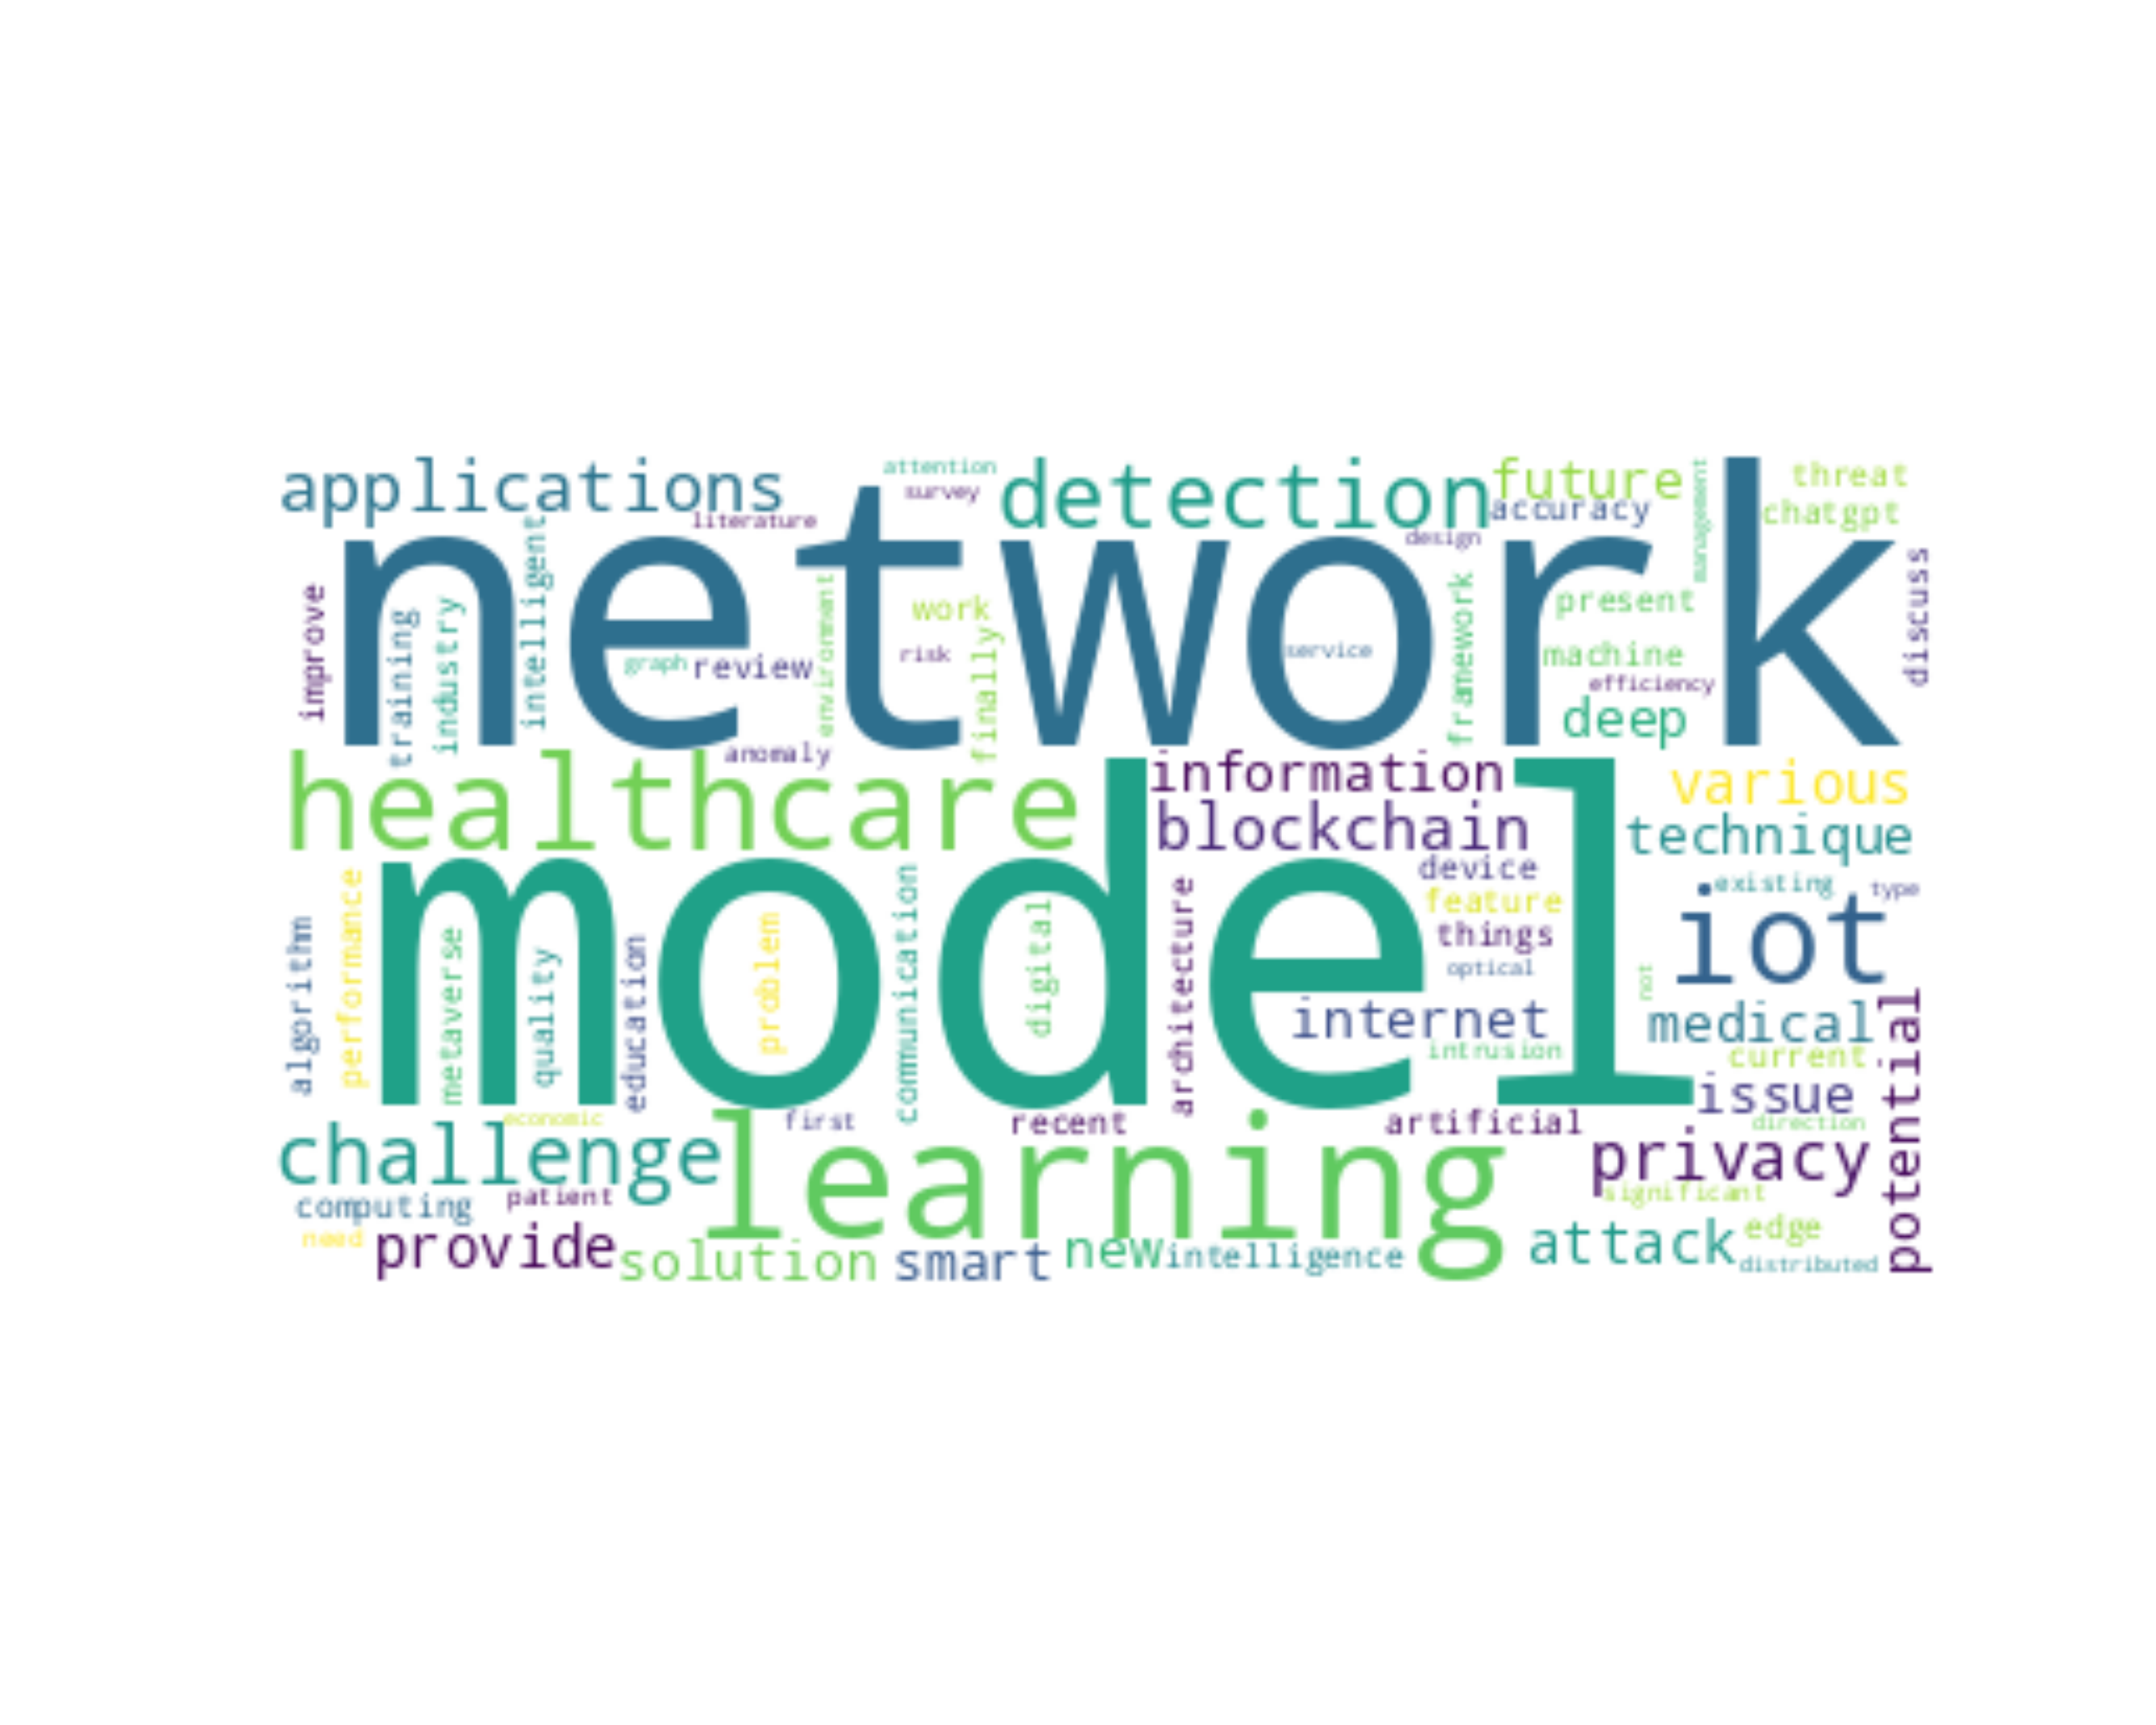 applications
attention
survey
literature
detection
future
accuracy
design
management
threat
chatgpt
network
improve
training
industry
intelligent
graph
review
environment
work
risk
finally
service
framework
present
machine
efficiency
deep
discuss
anomaly
healthcare
information
blockchain
various
technique
model
device
feature
things
optical
existing
type
iot
algorithm
performance
metaverse
quality
education
problem
communication
digital
architecture
internet
intrusion
not
medical
current
issue
potential
economic
first
recent
artificial
direction
challenge
learning
privacy
computing
patient
significant
need
provide
solution
smart
new
intelligence
attack
edge
distributed